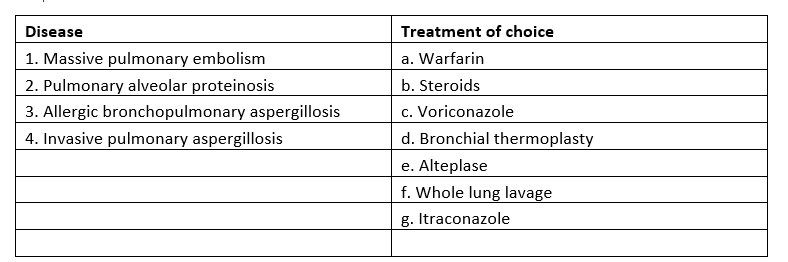 Disease Treatment of choice
1. Massive pulmonary embolism a. Warfarin
2. Pulmonary alveolar proteinosis b. Steroids
3. Allergic bronchopulmonary aspergillosis c. Voriconazole
4. Invasive pulmonary aspergillosis d. Bronchial thermoplasty
e. Alteplase
f. Whole lung lavage
g. Itraconazole